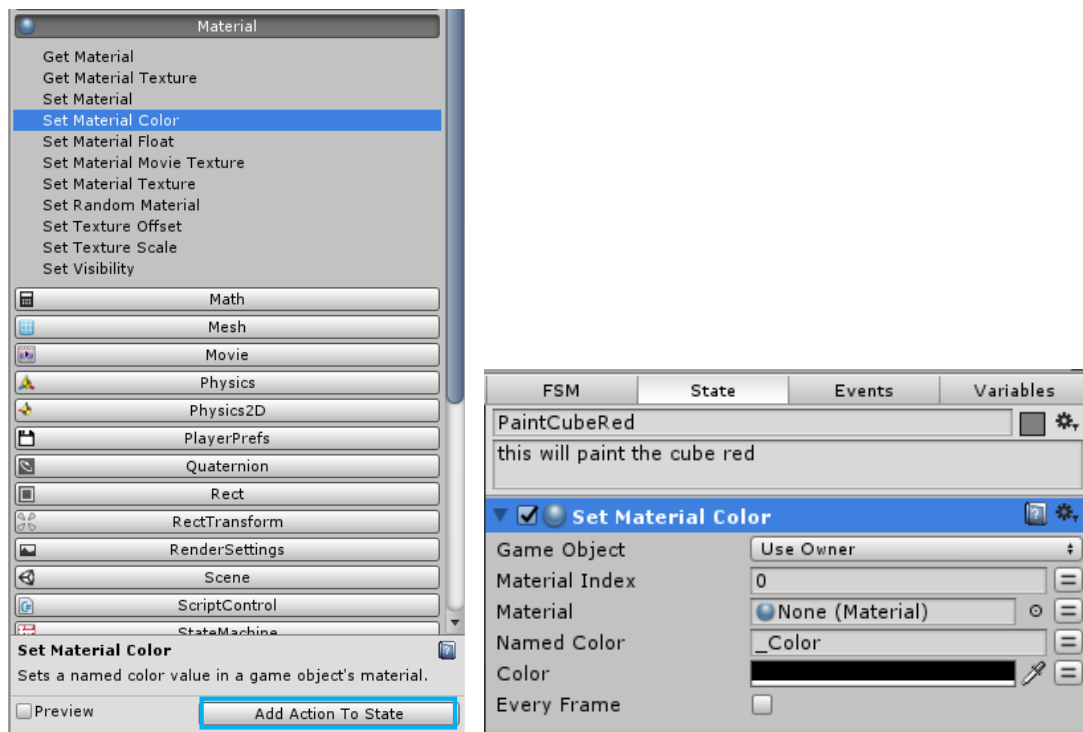 Material
Get Material
Get Material Texture
Set Material
Set Material Color
Set Material Float
Set Material Movie Texture
Set Material Texture
Set Random Material
Set Texture Offset
Set Texture Scale
Set Visibility
Math
Mesh
Movie
Physics
Physics2D
PlayerPrefs
Quaternion
Rect
RectTransform
RenderSettings
Scene
ScriptControl
StateMachine
Set Material Color
Sets a named color value in a game object's material.
Preview Add Action To State
FSM State Events Variables
PaintCubeRed
this will paint the cube red
Set Material Color
Game Object Use Owner
Material Index 0
Material None (Material)
Named Color _Color
Color
Every Frame